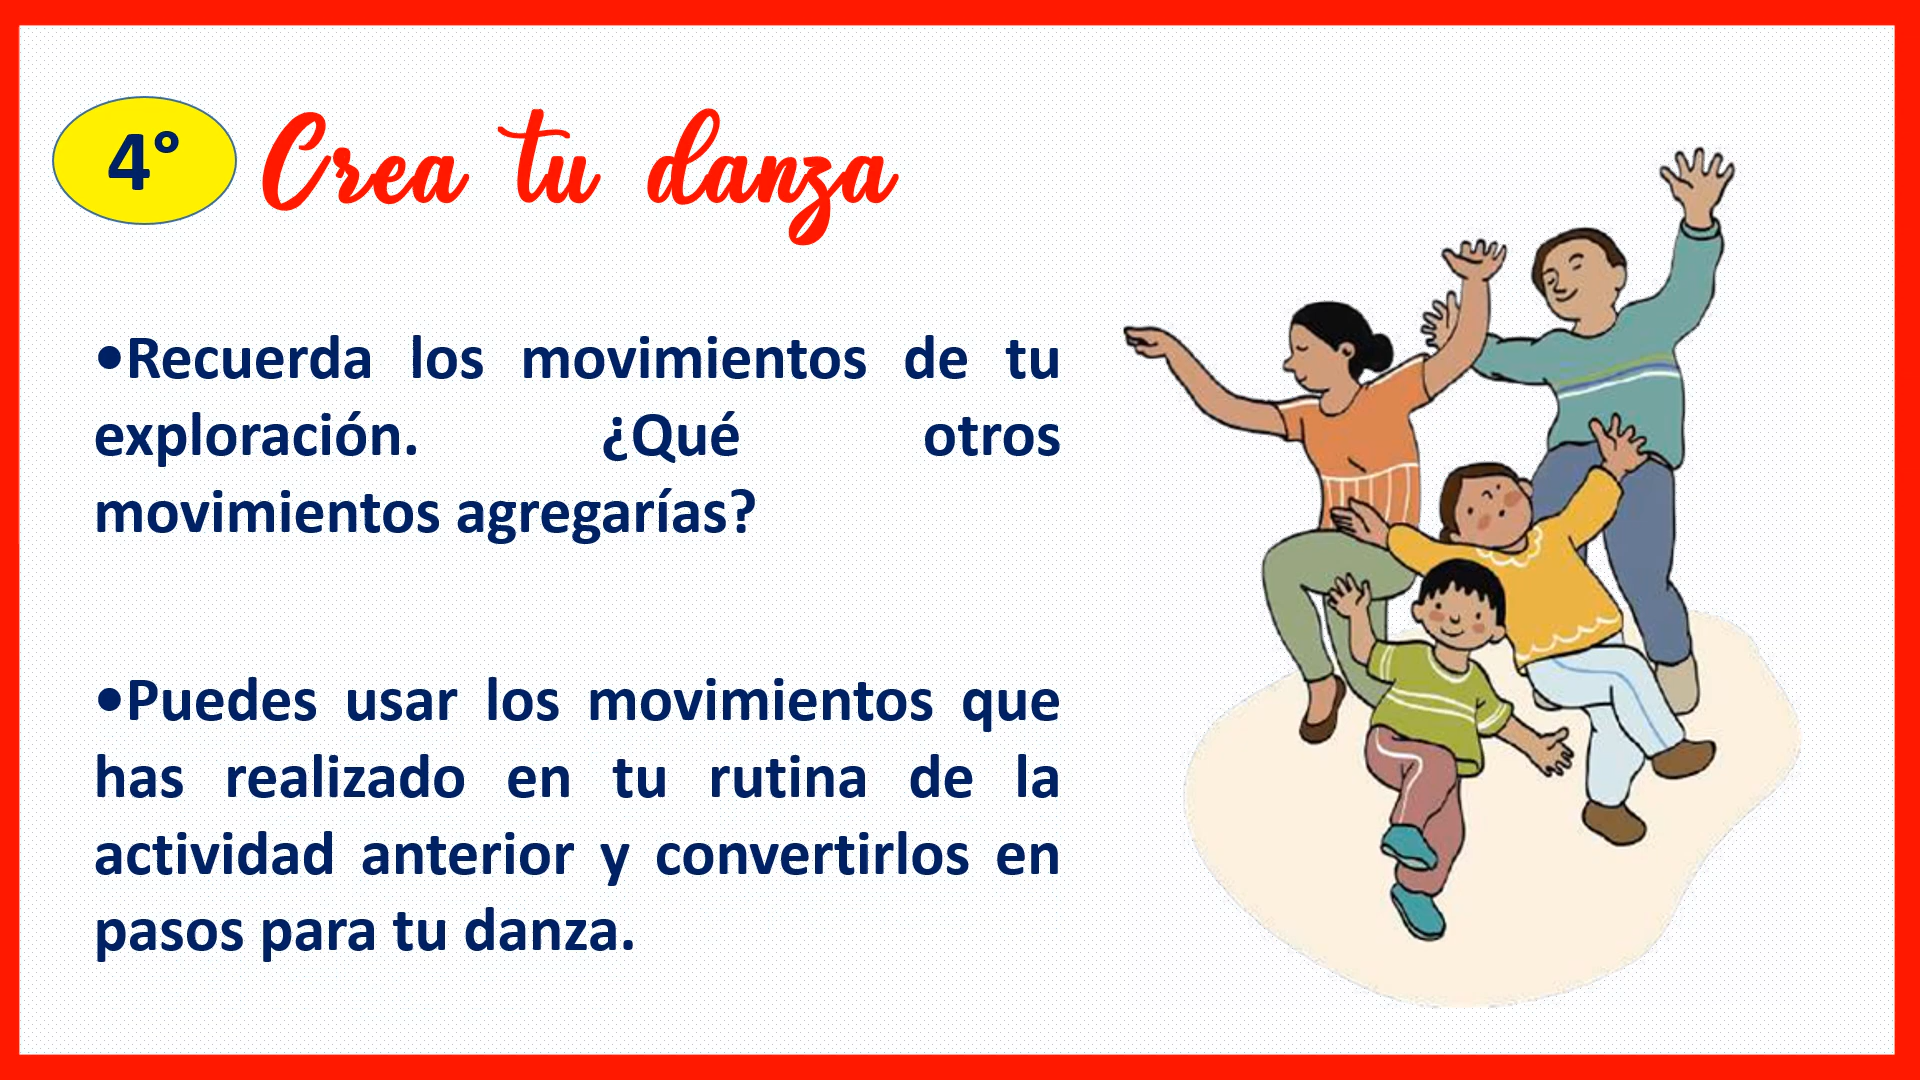 4° Crea tu danza
•Recuerda los movimientos de tu
exploración. ¿Qué otros
movimientos agregarías?
•Puedes usar los movimientos que
has realizado en tu rutina de la
actividad anterior y convertirlos en
pasos para tu danza.